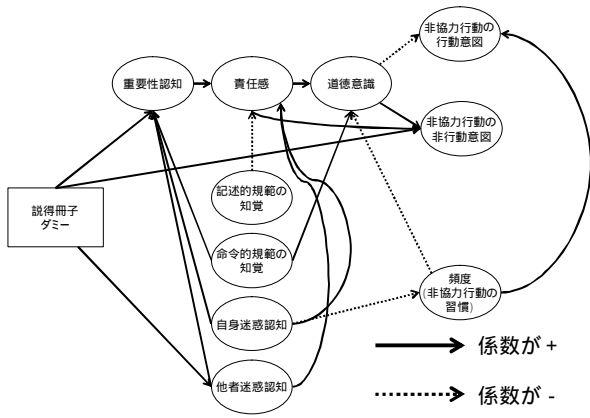 非協力行動の
行動意図
重要性認知
責任感
道徳意識
非協力行動の
非行動意図
記述的規範の
知覚
説得冊子
ダミー
命令的規範の
知覚
頻度
(非協力行動の
習慣)
自身迷惑認知
係数が +
他者迷惑認知
係数が -